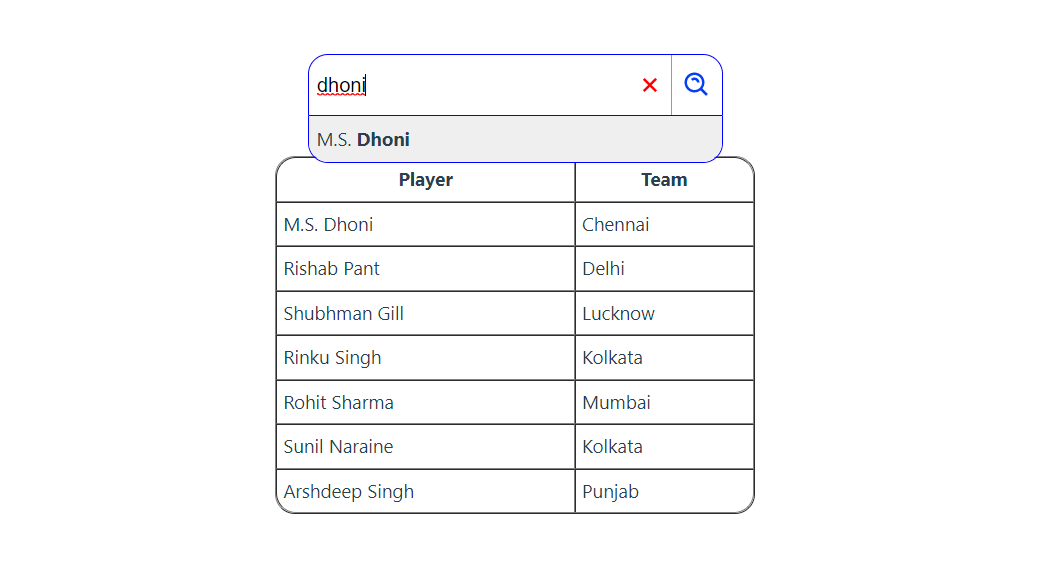 dhoni
M.S. Dhoni
Player Team
M.S. Dhoni Chennai
Rishab Pant Delhi
Shubhman Gill Lucknow
Rinku Singh Kolkata
Rohit Sharma Mumbai
Sunil Naraine Kolkata
Arshdeep Singh Punjab